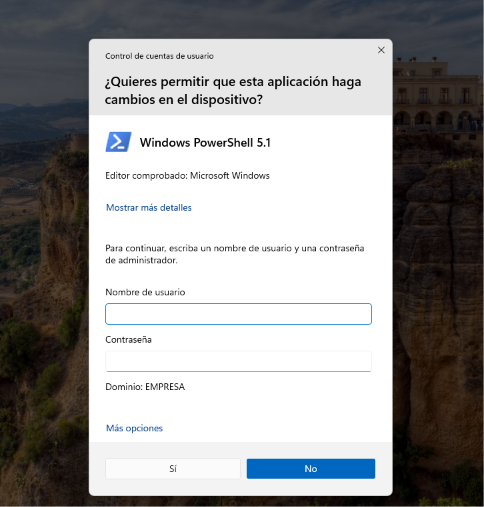 Control de cuentas de usuario
¿Quieres permitir que esta aplicación haga
cambios en el dispositivo?
Windows PowerShell 5.1
Editor comprobado: Microsoft Windows
Mostrar más detalles
Para continuar, escriba un nombre de usuario y una contraseña
de administrador.
Nombre de usuario
Contraseña
Dominio: EMPRESA
Más opciones
Sí
No